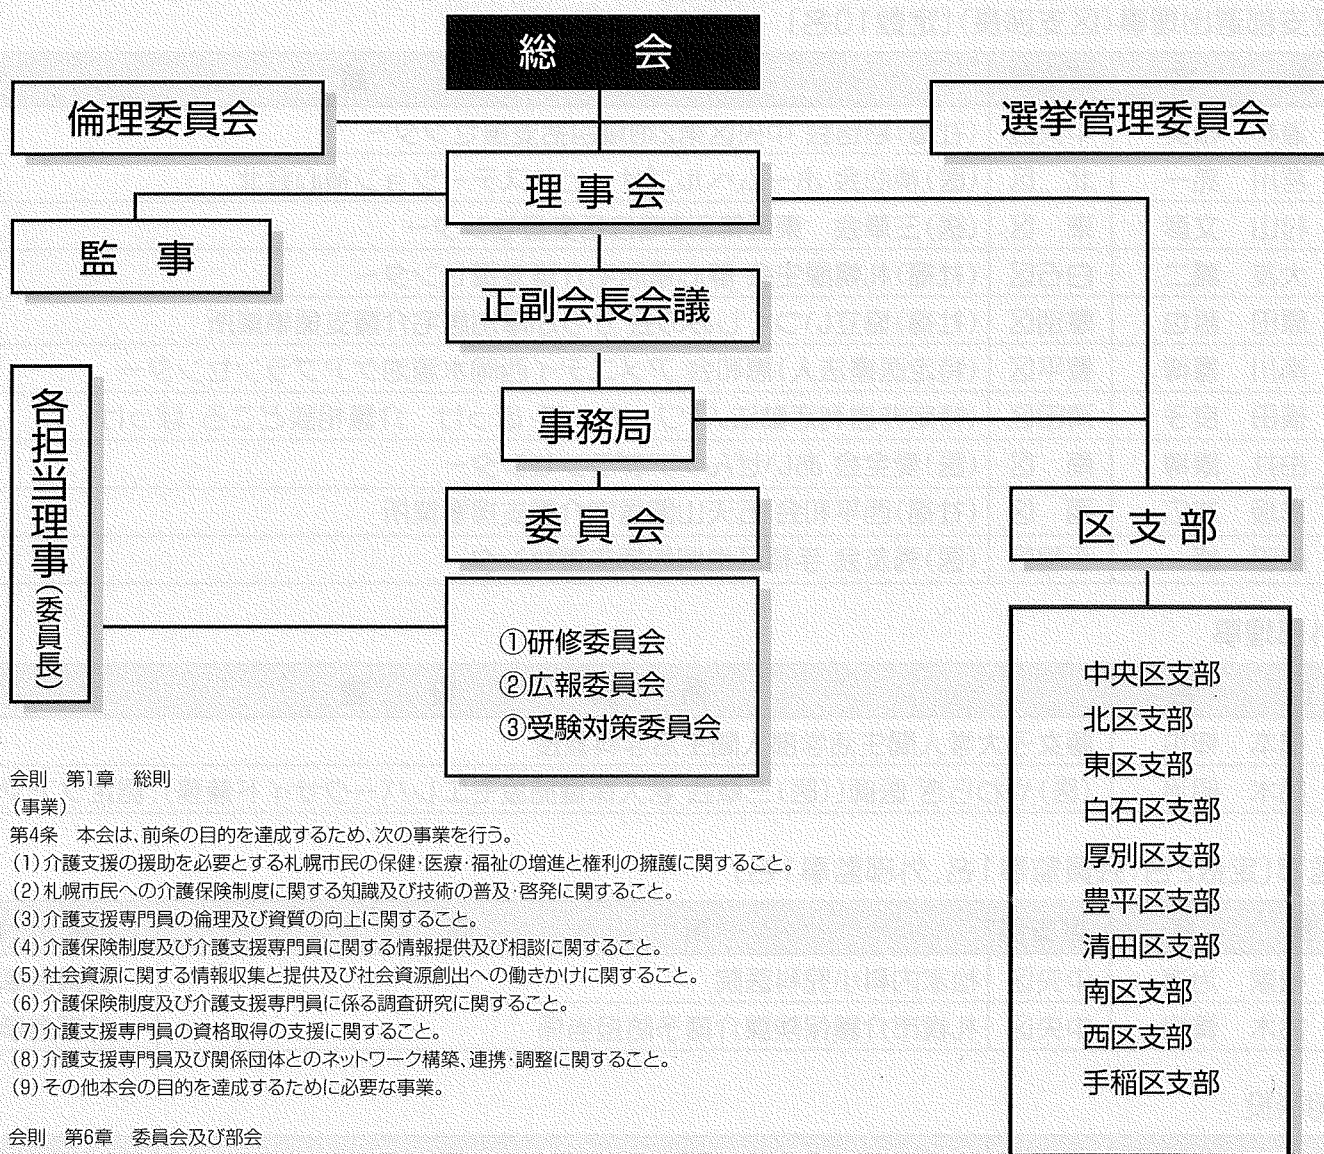 総 会
倫理委員会
選挙管理委員会
理事会
監 事
正副会長会議
事務局
各担当理事(委員長)
委員会
区支部
①研修委員会
②広報委員会
③受験対策委員会
中央区支部
北区支部
東区支部
白石区支部
厚別区支部
豊平区支部
清田区支部
南区支部
西区支部
手稲区支部
会則 第1章 総則
(事業)
第4条 本会は、前条の目的を達成するため、次の事業を行う。
(1)介護支援の援助を必要とする札幌市民の保健・医療・福祉の増進と権利の擁護に関すること。
(2)札幌市民への介護保険制度に関する知識及び技術の普及・啓発に関すること。
(3)介護支援専門員の倫理及び資質の向上に関すること。
(4)介護保険制度及び介護支援専門員に関する情報提供及び相談に関すること。
(5)社会資源に関する情報収集と提供及び社会資源創出への働きかけに関すること。
(6)介護保険制度及び介護支援専門員に係る調査研究に関すること。
(7)介護支援専門員の資格取得の支援に関すること。
(8)介護支援専門員及び関係団体とのネットワーク構築、連携・調整に関すること。
(9)その他本会の目的を達成するために必要な事業。
会則 第6章 委員会及び部会